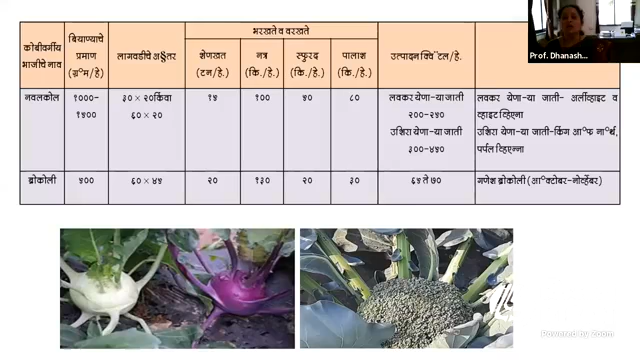 भरखते व वरखते
कोबीवर्गीय भाजीचे नाव
बियाण्याचे प्रमाण (ग्रॅम/हे)
लागवडीचे अ§तर
शेणखत (टन/हे.)
नत्र (कि./हे.)
स्फुरद (कि./हे.)
पालाश (कि./हे.)
उत्पादन क्विंटल/हे.
नवलकोल
१०००-१५००
३० × २० किंवा ६० × २०
१५
१००
५०
८०
लवकर येणा-या जाती
२००-२५०
उशिरा येणा-या जाती
३००-४५०
लवकर येणा-या जाती- अर्लीव्हाइट व
व्हाइट व्हिएना
उशिरा येणा-या जाती-किंग ऑफ नॉर्थ,
पर्पल व्हिएन्ना
ब्रोकोली
५००
६० × ४५
२०
१३०
२०
३०
६५ ते ७०
गणेश ब्रोकोली (ऑक्टोबर-नोव्हेंबर)
Prof. Dhanash...
Powered by Zoom